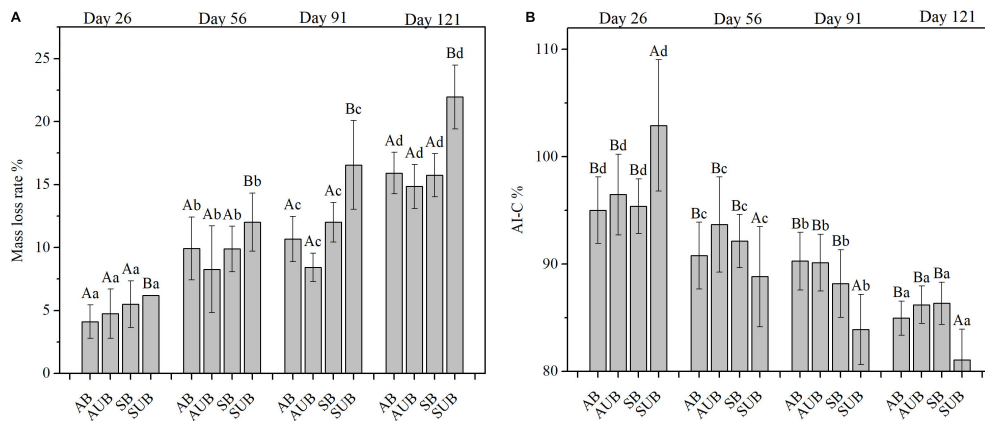 A
Day 26 Day 56 Day 91 Day 121
Mass loss rate %
25
20
15
10
5
0
Aa Aa Aa Ba
Ab Ab Ab Bb
Ac Ac Ac Bc
Ad Ad Ad Bd
AB AUB SB SUB AB AUB SB SUB AB AUB SB SUB AB AUB SB SUB
B
Day 26 Day 56 Day 91 Day 121
AI-C %
110
100
90
80
Bd Bd Bd Ad
Bc Bc Bc Ac
Bb Bb Bb Ab
Ba Ba Ba Aa
AB AUB SB SUB AB AUB SB SUB AB AUB SB SUB AB AUB SB SUB